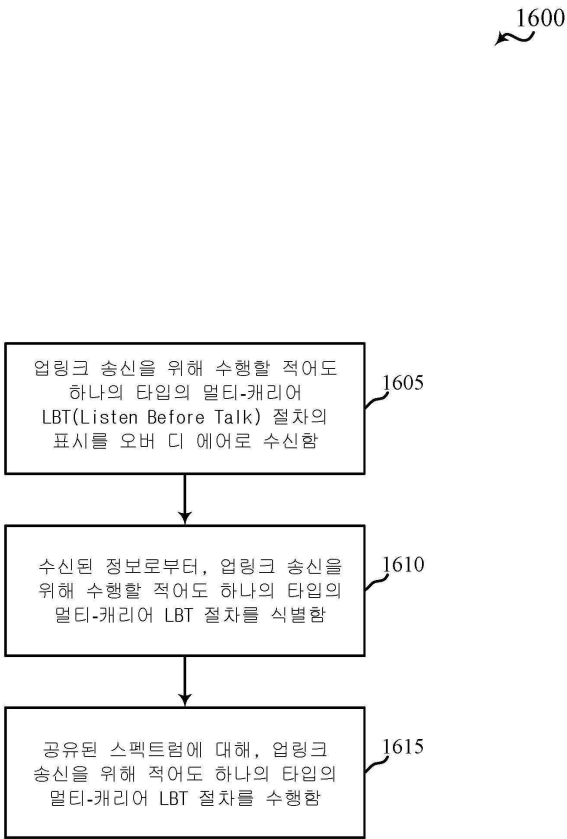 1600
업링크 송신을 위해 수행할 적어도
하나의 타입의 멀티-캐리어
LBT(Listen Before Talk) 절차의
표시를 오버 디 에어로 수신함
1605
수신된 정보로부터, 업링크 송신을
위해 수행할 적어도 하나의 타입의
멀티-캐리어 LBT 절차를 식별함
1610
공유된 스펙트럼에 대해, 업링크
송신을 위해 적어도 하나의 타입의
멀티-캐리어 LBT 절차를 수행함
1615